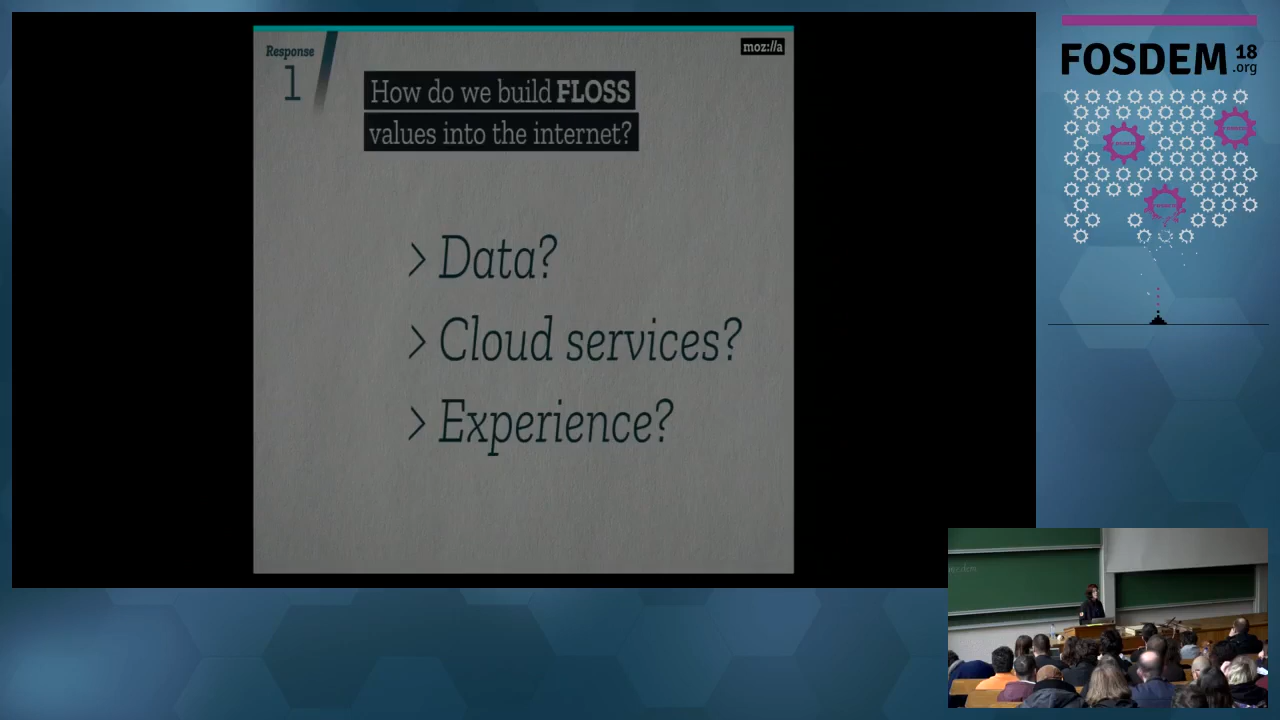 Response
1
How do we build FLOSS
values into the internet?
moz://a
> Data?
> Cloud services?
> Experience?
FOSDEM 18
.org